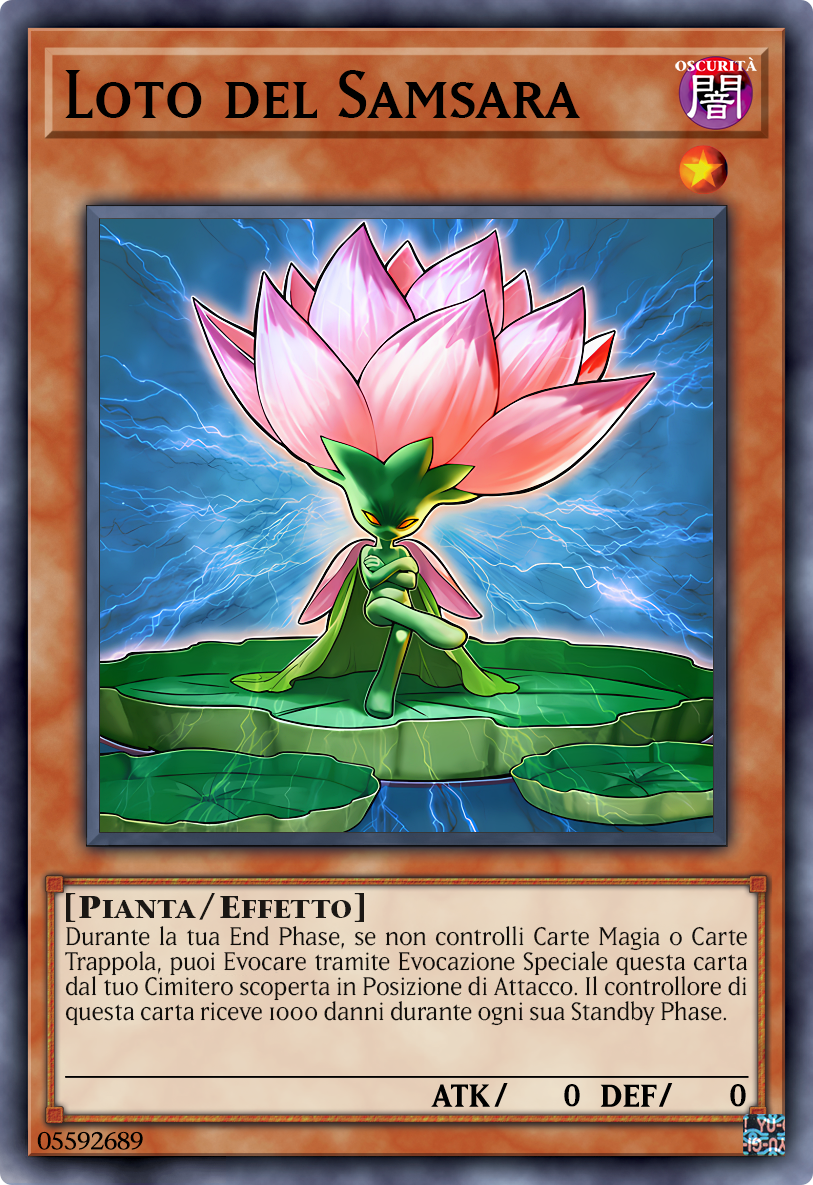 Loto del Samsara
OSCURITÀ
闇
[Pianta/Effetto]
Durante la tua End Phase, se non controlli Carte Magia o Carte
Trappola, puoi Evocare tramite Evocazione Speciale questa carta
dal tuo Cimitero scoperta in Posizione di Attacco. Il controllore di
questa carta riceve 1000 danni durante ogni sua Standby Phase.
ATK/ 0 DEF/ 0
05592689